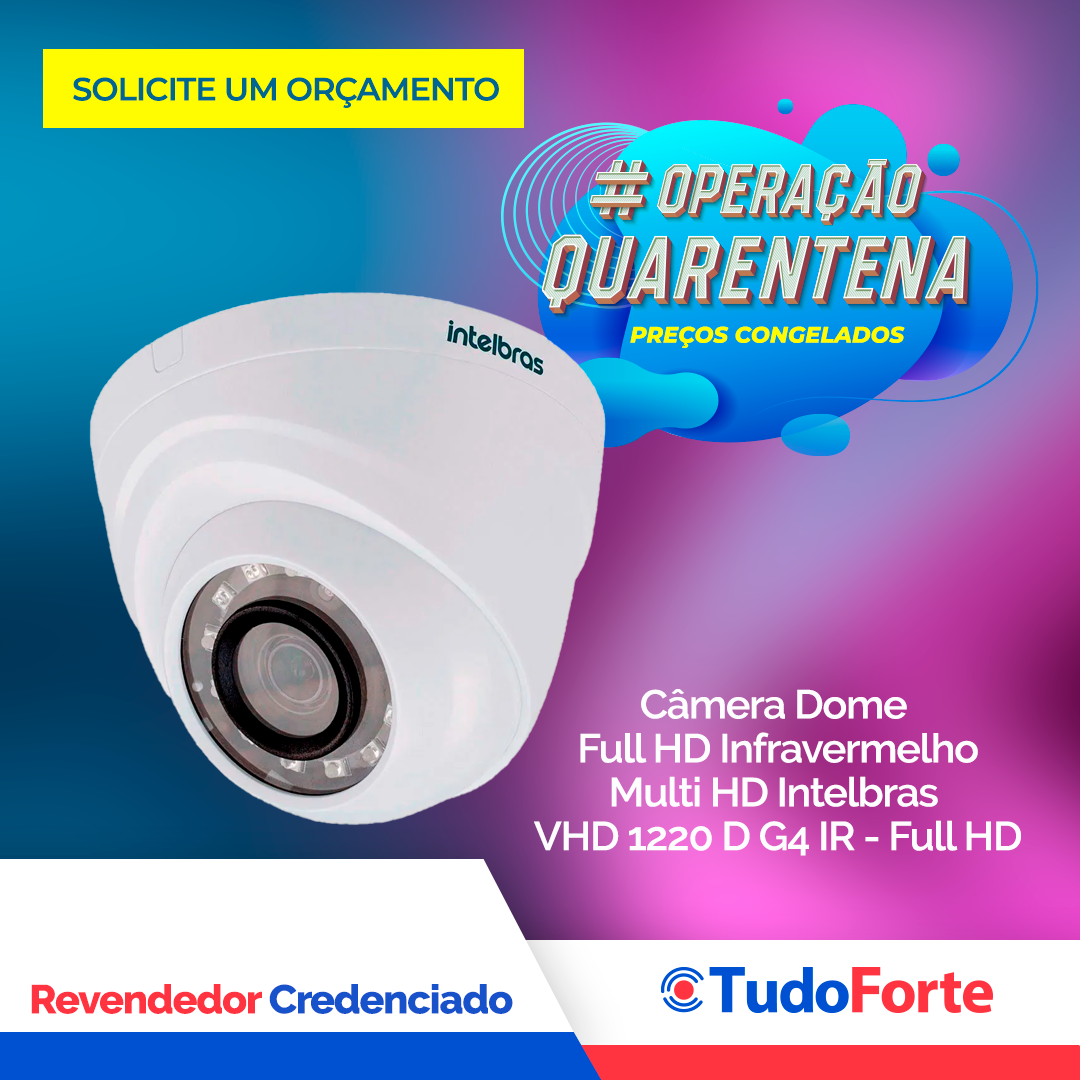 SOLICITE UM ORÇAMENTO
#OPERAÇÃO
QUARENTENA
PREÇOS CONGELADOS
intelbras
Câmera Dome
Full HD Infravermelho
Multi HD Intelbras
VHD 1220 D G4 IR - Full HD
Revendedor Credenciado
TudoForte